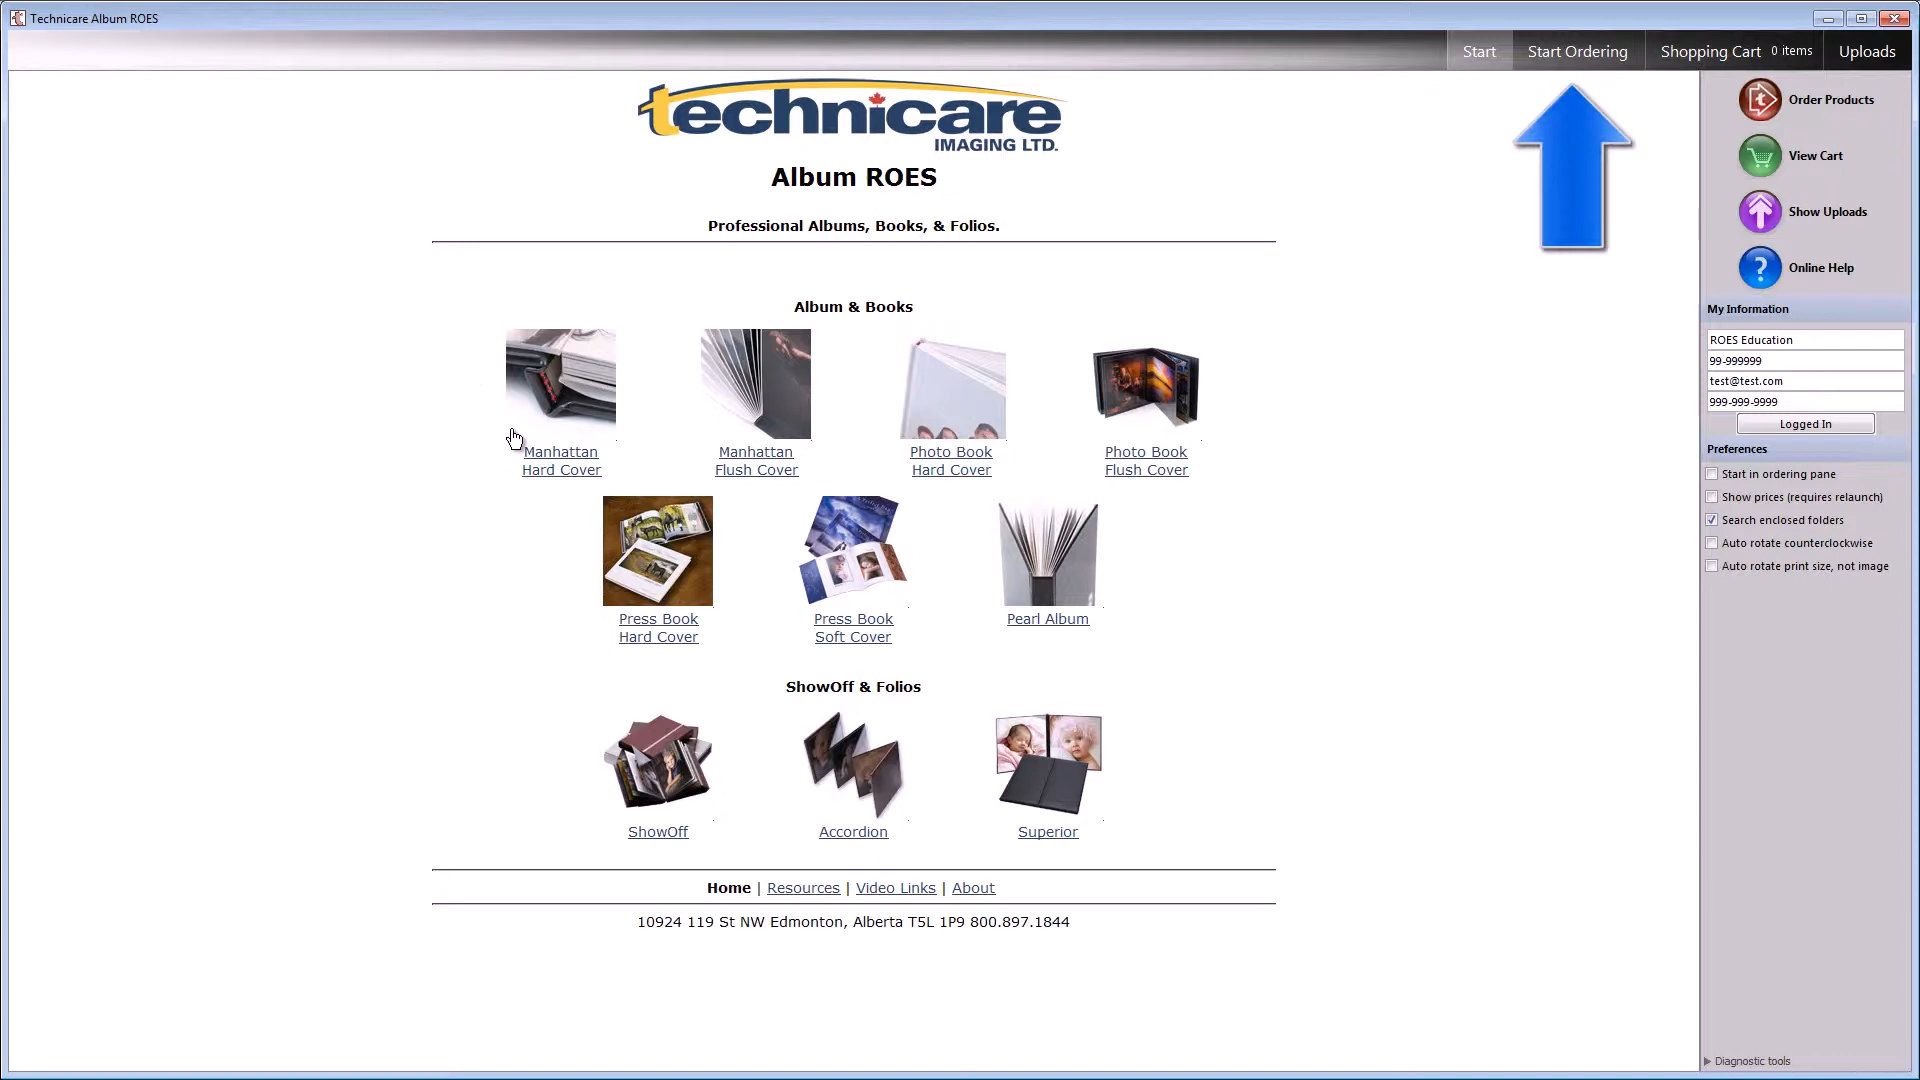 Technicare Album ROES
Start
Start Ordering
Shopping Cart 0 items
Uploads
technicare
IMAGING LTD.
Album ROES
Professional Albums, Books, & Folios.
Album & Books
Manhattan
Hard Cover
Manhattan
Flush Cover
Photo Book
Hard Cover
Photo Book
Flush Cover
Press Book
Hard Cover
Press Book
Soft Cover
Pearl Album
ShowOff & Folios
ShowOff
Accordion
Superior
Home | Resources | Video Links | About
10924 119 St NW Edmonton, Alberta T5L 1P9 800.897.1844
Order Products
View Cart
Show Uploads
? Online Help
My Information
ROES Education
99-999999
test@test.com
999-999-9999
Logged In
Preferences
Start in ordering pane
Show prices (requires relaunch)
Search enclosed folders
Auto rotate counterclockwise
Auto rotate print size, not image
Diagnostic tools